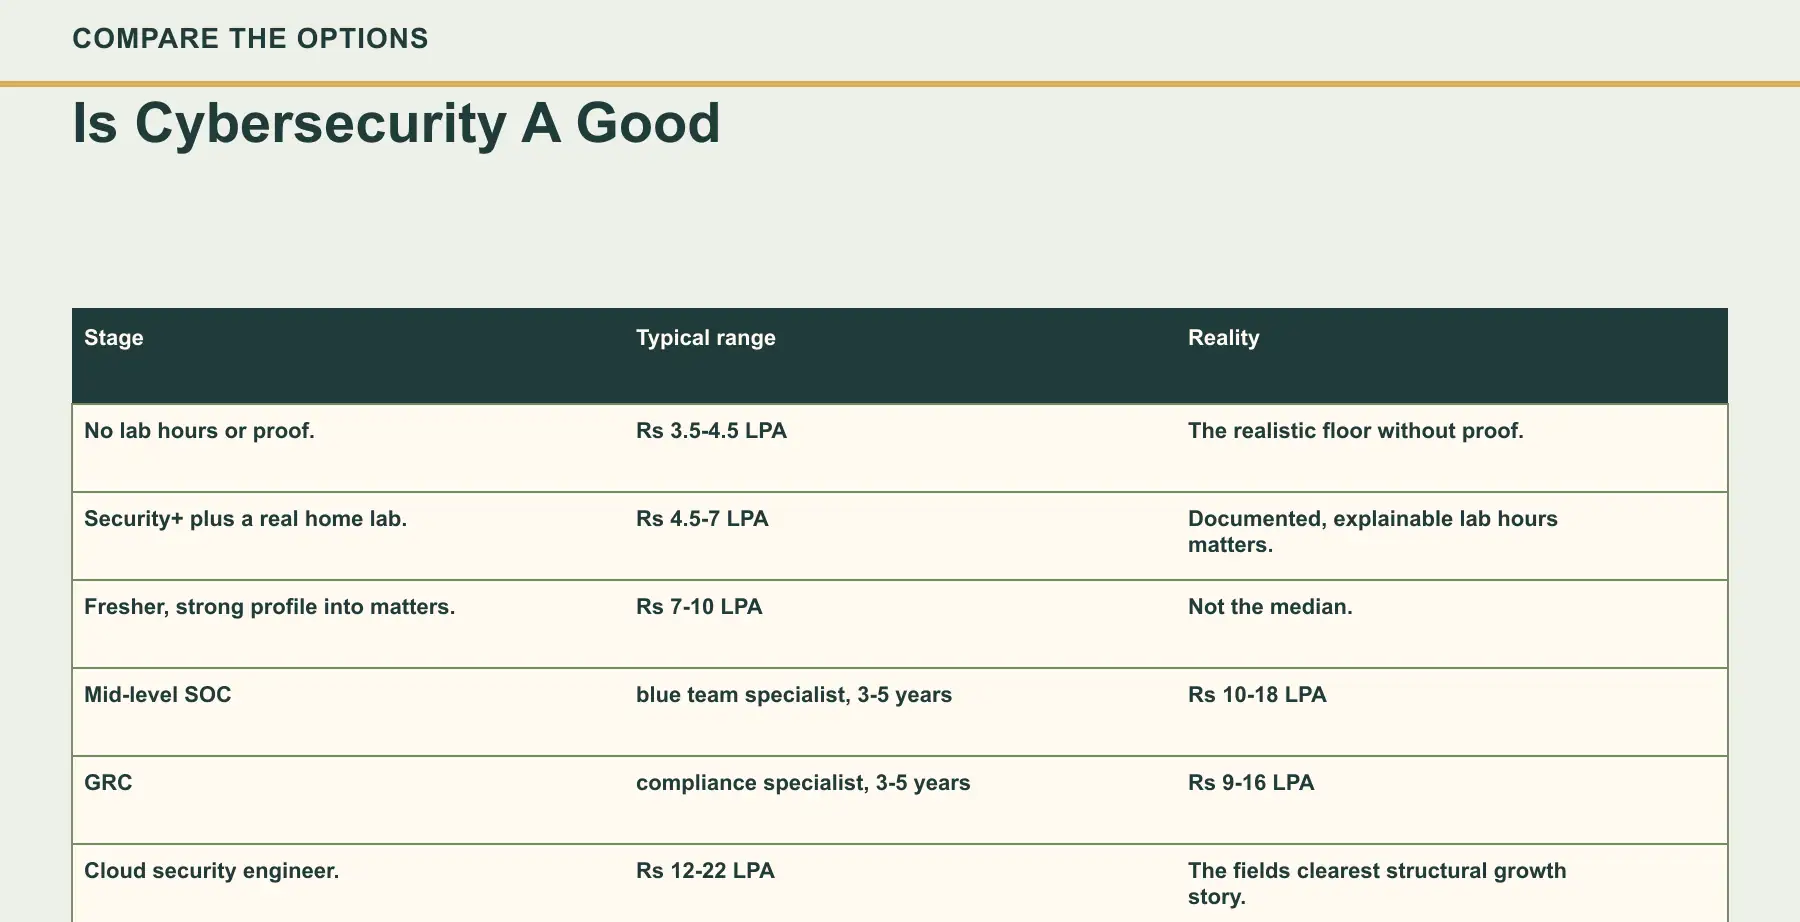 COMPARE THE OPTIONS
Is Cybersecurity A Good
Stage Typical range Reality
No lab hours or proof. Rs 3.5-4.5 LPA The realistic floor without proof.
Security+ plus a real home lab. Rs 4.5-7 LPA Documented, explainable lab hours
matters.
Fresher, strong profile into matters. Rs 7-10 LPA Not the median.
Mid-level SOC blue team specialist, 3-5 years Rs 10-18 LPA
GRC compliance specialist, 3-5 years Rs 9-16 LPA
Cloud security engineer. Rs 12-22 LPA The fields clearest structural growth
story.